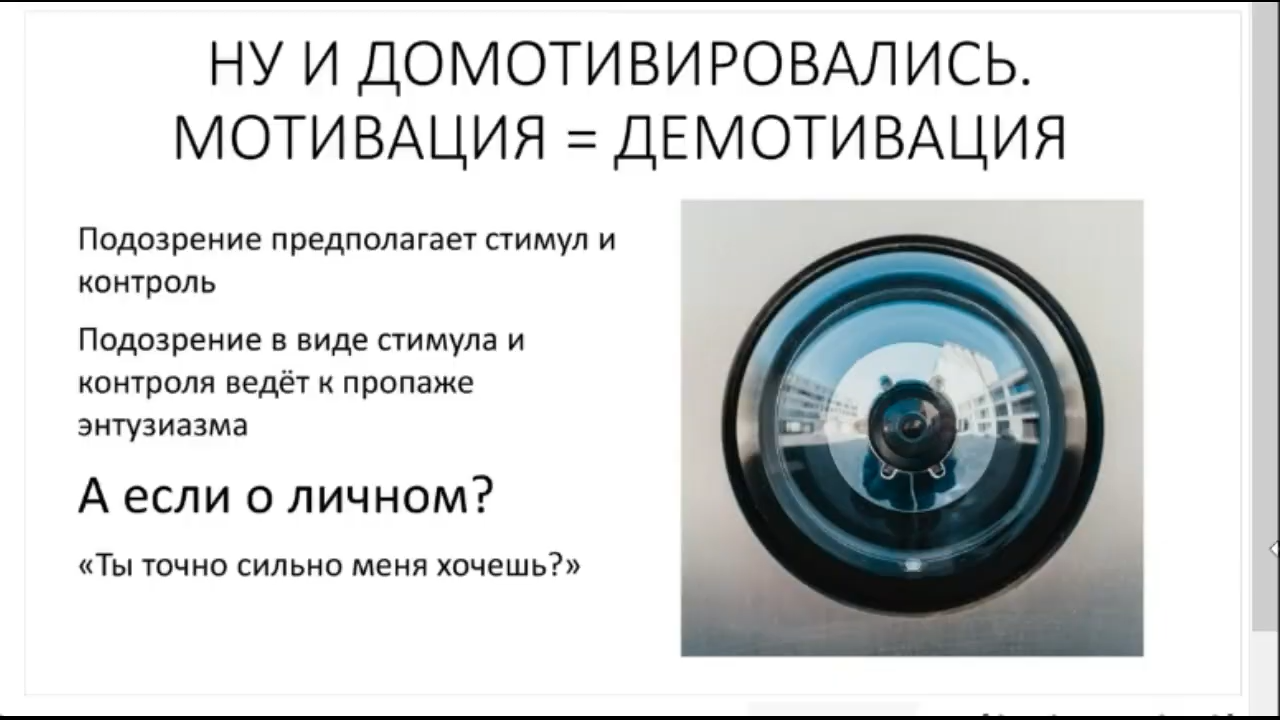 НУ И ДОМОТИВИРОВАЛИСЬ.
МОТИВАЦИЯ = ДЕМОТИВАЦИЯ
Подозрение предполагает стимул и
контроль
Подозрение в виде стимула и
контроля ведёт к пропаже
энтузиазма
А если о личном?
«Ты точно сильно меня хочешь?»